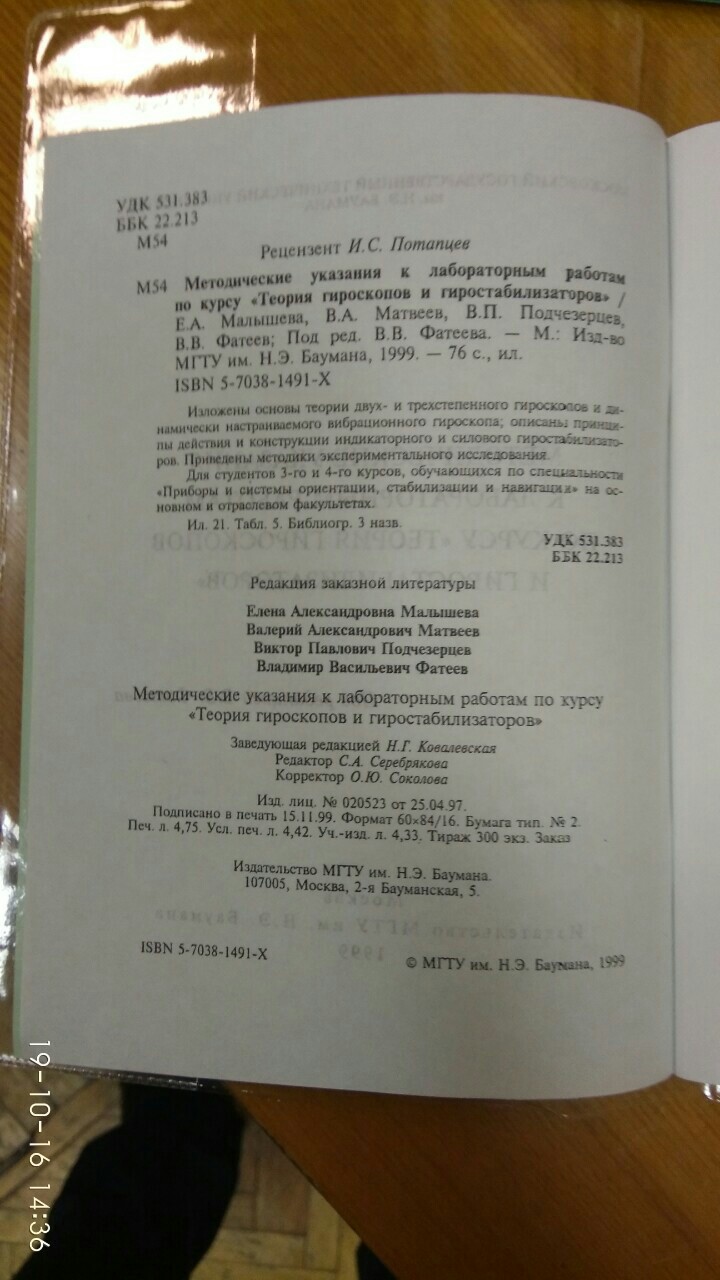 УДК 531.383
ББК 22.213
М54
Рецензент И.С. Потапцев
М54 Методические указания к лабораторным работам
по курсу «Теория гироскопов и гиростабилизаторов» /
Е.А. Малышева, В.А. Матвеев, В.П. Подчезерцев,
В.В. Фатеев; Под ред. В.В. Фатеева. — М.: Изд-во
МГТУ им. Н.Э. Баумана, 1999. — 76 с., ил.
ISBN 5-7038-1491-X
Изложены основы теории двух- и трехстепенного гироскопов и ди-
намически настраиваемого вибрационного гироскопа; описаны принци-
пы действия и конструкции индикаторного и силового гиростабилизато-
ров. Приведены методики экспериментального исследования.
Для студентов 3-го и 4-го курсов, обучающихся по специальности
«Приборы и системы ориентации, стабилизации и навигации» на ос-
новном и отраслевом факультетах.
Ил. 21. Табл. 5. Библиогр. 3 назв.
УДК 531.383
ББК 22.213
Редакция заказной литературы
Елена Александровна Малышева
Валерий Александрович Матвеев
Виктор Павлович Подчезерцев
Владимир Васильевич Фатеев
Методические указания к лабораторным работам по курсу
«Теория гироскопов и гиростабилизаторов»
Заведующая редакцией Н.Г. Ковалевская
Редактор С.А. Серебрякова
Корректор О.Ю. Соколова
Изд. лиц. № 020523 от 25.04.97.
Подписано в печать 15.11.99. Формат 60×84/16. Бумага тип. № 2.
Печ. л. 4,75. Усл. печ. л. 4,42. Уч.-изд. л. 4,33. Тираж 300 экз. Заказ
Издательство МГТУ им. Н.Э. Баумана.
107005, Москва, 2-я Бауманская, 5.
ISBN 5-7038-1491-X
© МГТУ им. Н.Э. Баумана, 1999
19-10-16 14:36